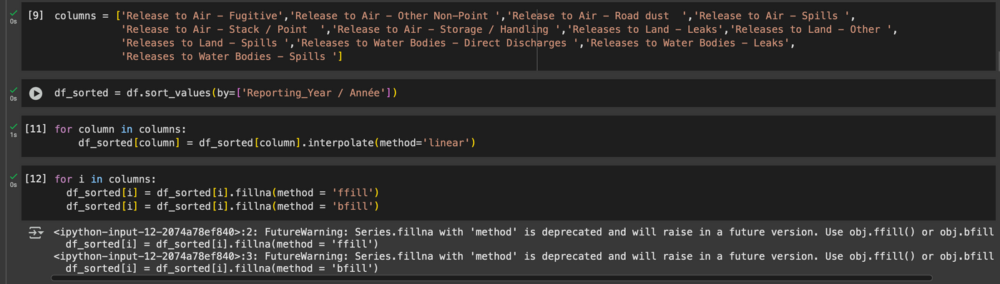 0s [9] columns = ['Release to Air - Fugitive','Release to Air - Other Non-Point ','Release to Air - Road dust  ','Release to Air - Spills ',
'Release to Air - Stack / Point  ','Release to Air - Storage / Handling ','Releases to Land - Leaks','Releases to Land - Other ',
'Releases to Land - Spills ','Releases to Water Bodies - Direct Discharges ','Releases to Water Bodies - Leaks',
'Releases to Water Bodies - Spills ']
0s df_sorted = df.sort_values(by=['Reporting_Year / Année'])
1s [11] for column in columns:
df_sorted[column] = df_sorted[column].interpolate(method='linear')
0s [12] for i in columns:
df_sorted[i] = df_sorted[i].fillna(method = 'ffill')
df_sorted[i] = df_sorted[i].fillna(method = 'bfill')
<ipython-input-12-2074a78ef840>:2: FutureWarning: Series.fillna with 'method' is deprecated and will raise in a future version. Use obj.ffill() or obj.bfill
df_sorted[i] = df_sorted[i].fillna(method = 'ffill')
<ipython-input-12-2074a78ef840>:3: FutureWarning: Series.fillna with 'method' is deprecated and will raise in a future version. Use obj.ffill() or obj.bfill
df_sorted[i] = df_sorted[i].fillna(method = 'bfill')